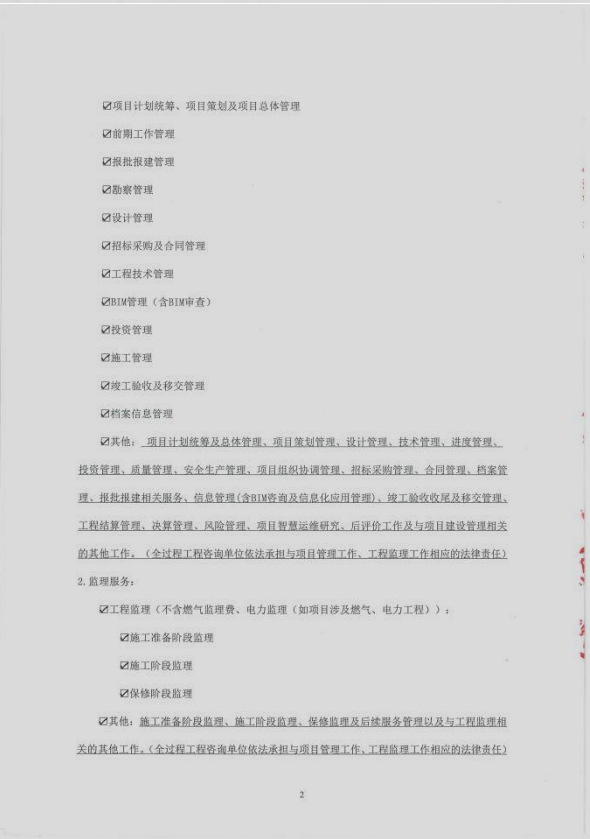 ☑项目计划统筹、项目策划及项目总体管理
☑前期工作管理
☑报批报建管理
☑勘察管理
☑设计管理
☑招标采购及合同管理
☑工程技术管理
☑BIM管理（含BIM审查）
☑投资管理
☑施工管理
☑竣工验收及移交管理
☑档案信息管理
☑其他： 项目计划统筹及总体管理、项目策划管理、设计管理、技术管理、进度管理、
投资管理、质量管理、安全生产管理、项目组织协调管理、招标采购管理、合同管理、档案管
理、报批报建相关服务、信息管理(含BIM咨询及信息化应用管理)、竣工验收收尾及移交管理、
工程结算管理、决算管理、风险管理、项目智慧运维研究、后评价工作及与项目建设管理相关
的其他工作。（全过程工程咨询单位依法承担与项目管理工作、工程监理工作相应的法律责任）
2.监理服务：
☑工程监理（不含燃气监理费、电力监理（如项目涉及燃气、电力工程））：
☑施工准备阶段监理
☑施工阶段监理
☑保修阶段监理
☑其他：施工准备阶段监理、施工阶段监理、保修监理及后续服务管理以及与工程监理相
关的其他工作。（全过程工程咨询单位依法承担与项目管理工作、工程监理工作相应的法律责任）
2